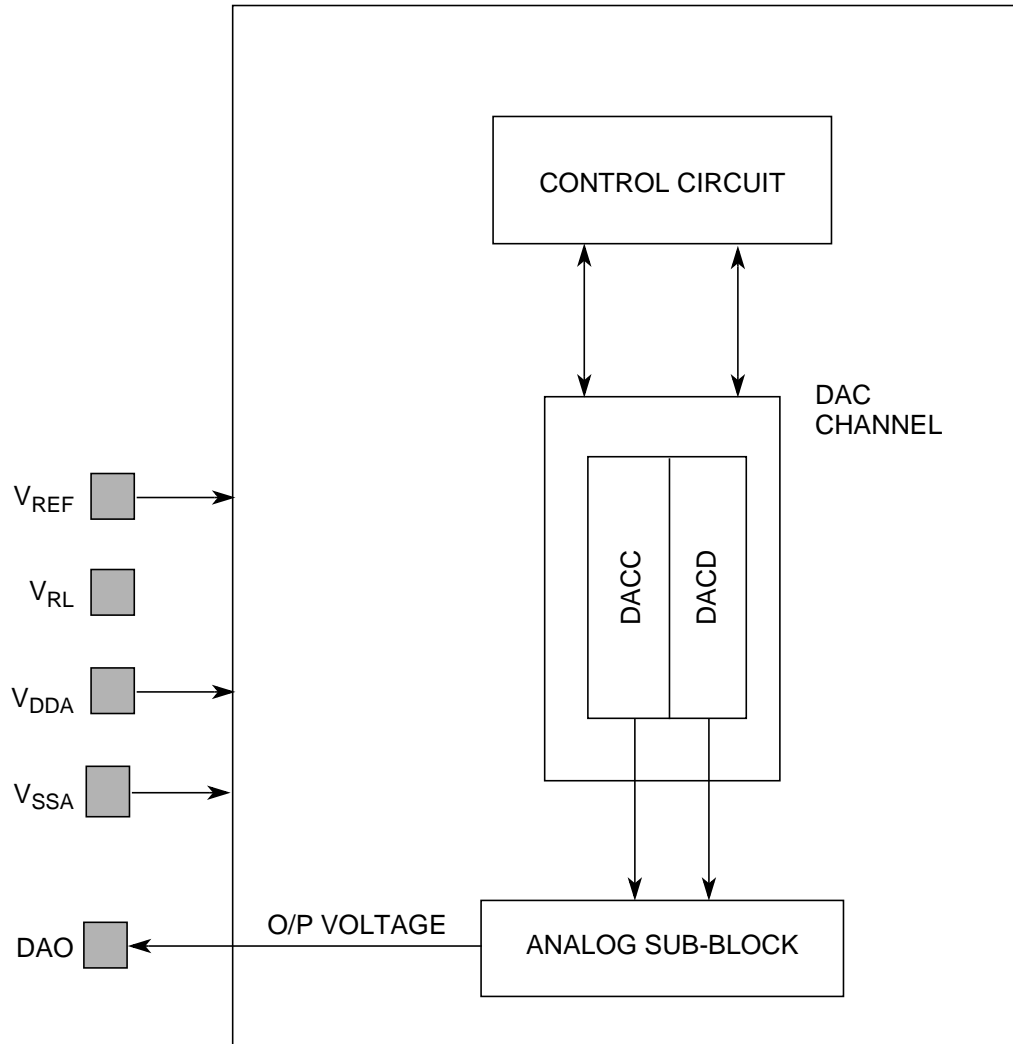 CONTROL CIRCUIT
DAC
CHANNEL
VREF
VRL
VDDA
VSSA
DACC
DACD
DAO
O/P VOLTAGE
ANALOG SUB-BLOCK